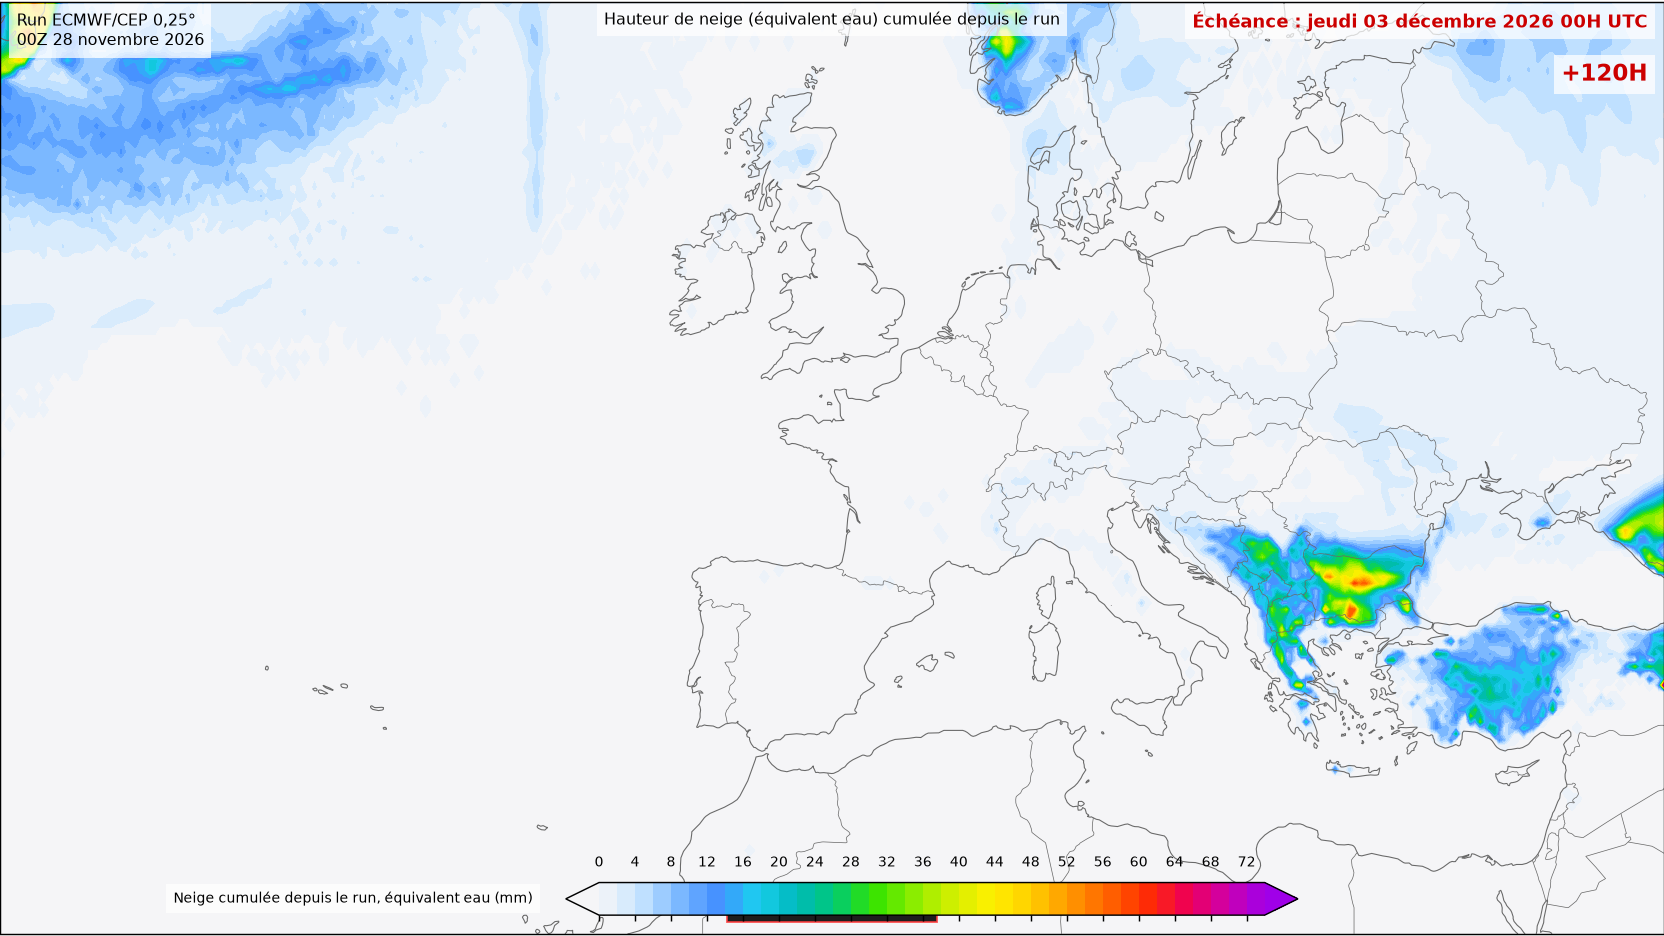 Run ECMWF/CEP 0,25°
00Z 28 novembre 2026
Hauteur de neige (équivalent eau) cumulée depuis le run
Échéance : jeudi 03 décembre 2026 00H UTC
+120H
0 4 8 12 16 20 24 28 32 36 40 44 48 52 56 60 64 68 72
Neige cumulée depuis le run, équivalent eau (mm)